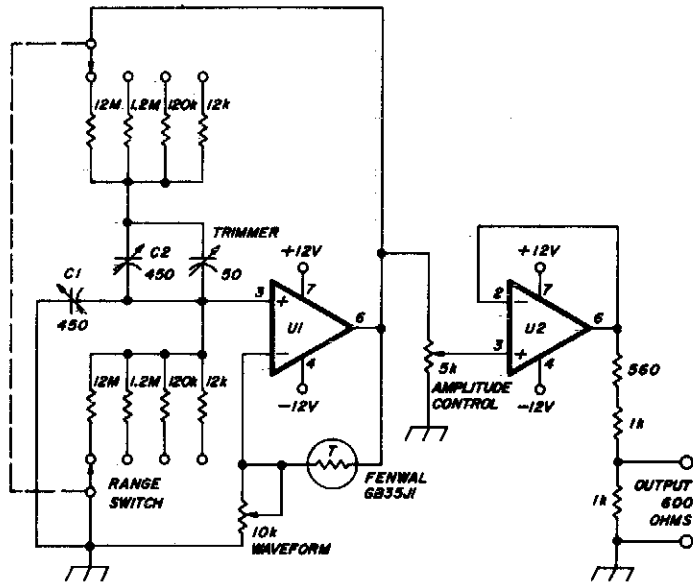 12M 1.2M 120k 12k
TRIMMER
C2
450
50
C1
450
+12V
7
3
+
U1
6
−
4
−12V
12M 1.2M 120k 12k
RANGE
SWITCH
T
FENWAL
GB35J1
10k
WAVEFORM
5k
AMPLITUDE
CONTROL
+12V
7
2
−
U2
6
3
+
4
−12V
560
1k
1k
OUTPUT
600
OHMS